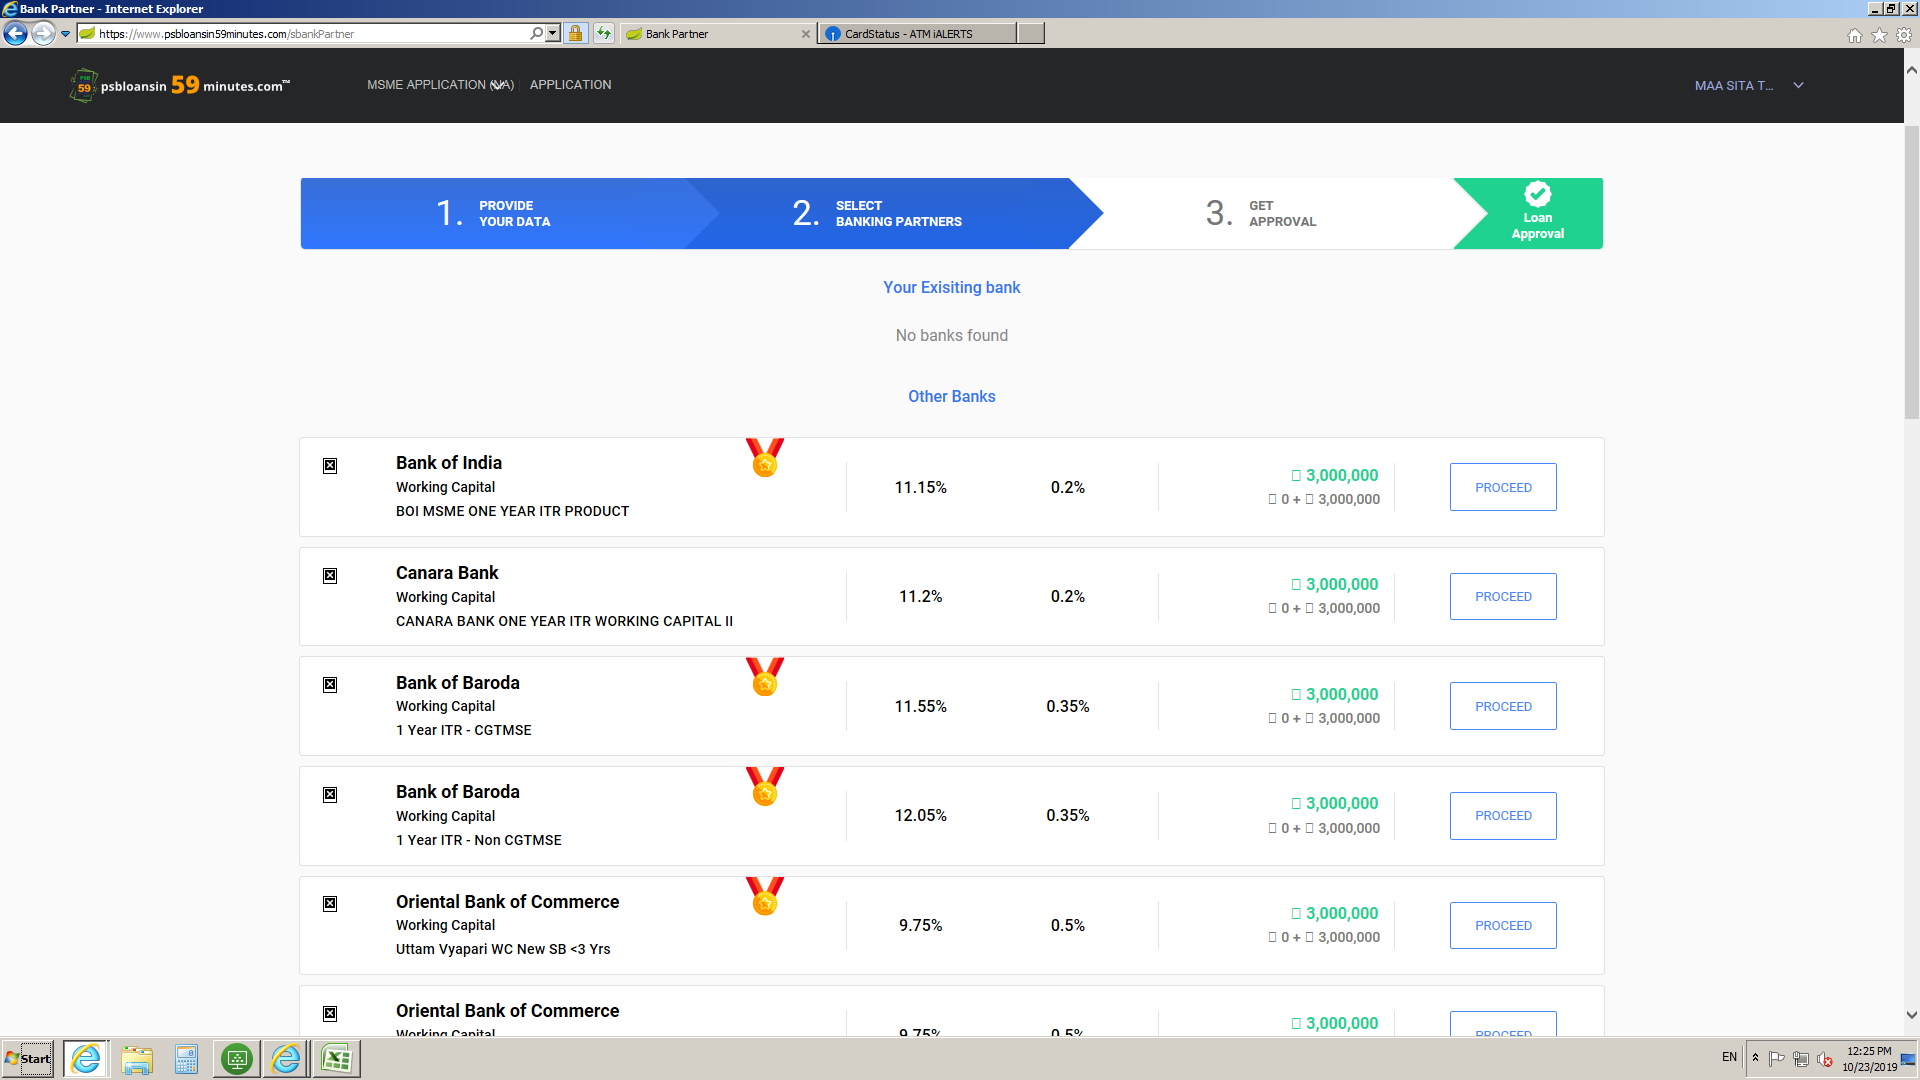 Bank Partner - Internet Explorer
https://www.psbloansin59minutes.com/sbankPartner
Bank Partner
CardStatus - ATM iALERTS
psbloansin 59 minutes.com™
MSME APPLICATION (NA)
APPLICATION
MAA SITA T...
1. PROVIDE
YOUR DATA
2. SELECT
BANKING PARTNERS
3. GET
APPROVAL
Loan
Approval
Your Exisiting bank
No banks found
Other Banks
Bank of India
Working Capital
BOI MSME ONE YEAR ITR PRODUCT
11.15%
0.2%
3,000,000
0 + 3,000,000
PROCEED
Canara Bank
Working Capital
CANARA BANK ONE YEAR ITR WORKING CAPITAL II
11.2%
0.2%
3,000,000
0 + 3,000,000
PROCEED
Bank of Baroda
Working Capital
1 Year ITR - CGTMSE
11.55%
0.35%
3,000,000
0 + 3,000,000
PROCEED
Bank of Baroda
Working Capital
1 Year ITR - Non CGTMSE
12.05%
0.35%
3,000,000
0 + 3,000,000
PROCEED
Oriental Bank of Commerce
Working Capital
Uttam Vyapari WC New SB <3 Yrs
9.75%
0.5%
3,000,000
0 + 3,000,000
PROCEED
Oriental Bank of Commerce
Working Capital
9.75%
0.5%
3,000,000
PROCEED
Start
EN
12:25 PM
10/23/2019